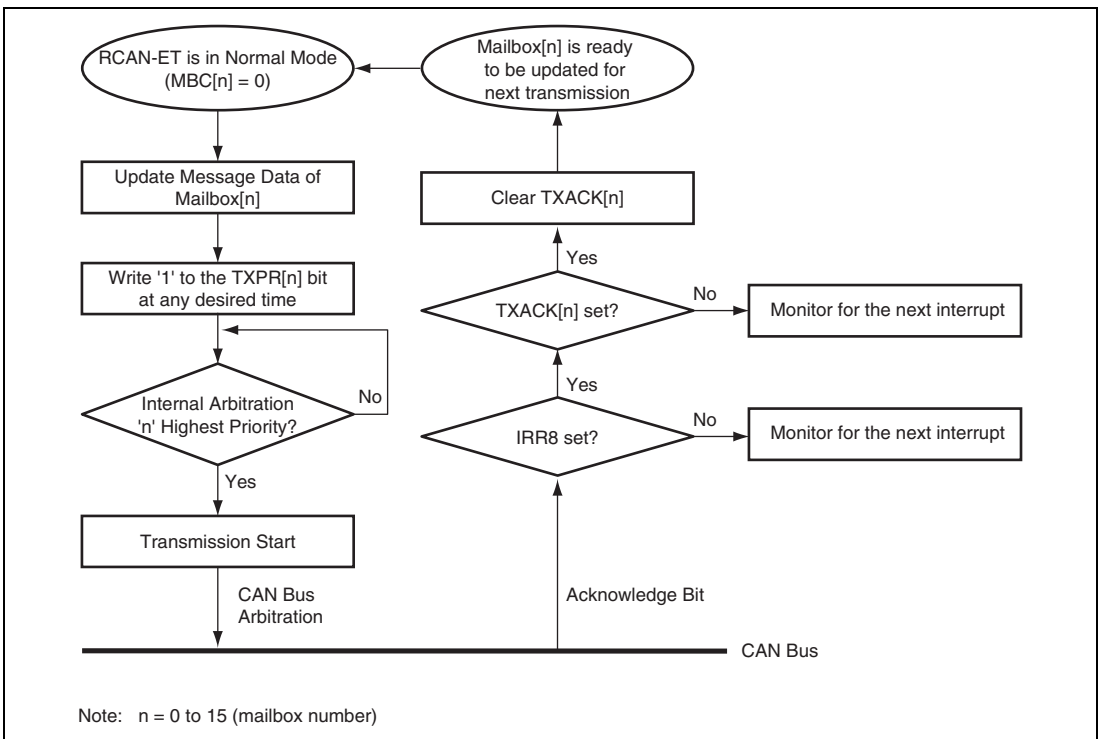 RCAN-ET is in Normal Mode
(MBC[n] = 0)
Update Message Data of
Mailbox[n]
Write '1' to the TXPR[n] bit
at any desired time
Internal Arbitration
'n' Highest Priority?
No
Yes
Transmission Start
CAN Bus
Arbitration
Mailbox[n] is ready
to be updated for
next transmission
Clear TXACK[n]
Yes
TXACK[n] set?
No
Monitor for the next interrupt
Yes
IRR8 set?
No
Monitor for the next interrupt
Acknowledge Bit
CAN Bus
Note: n = 0 to 15 (mailbox number)